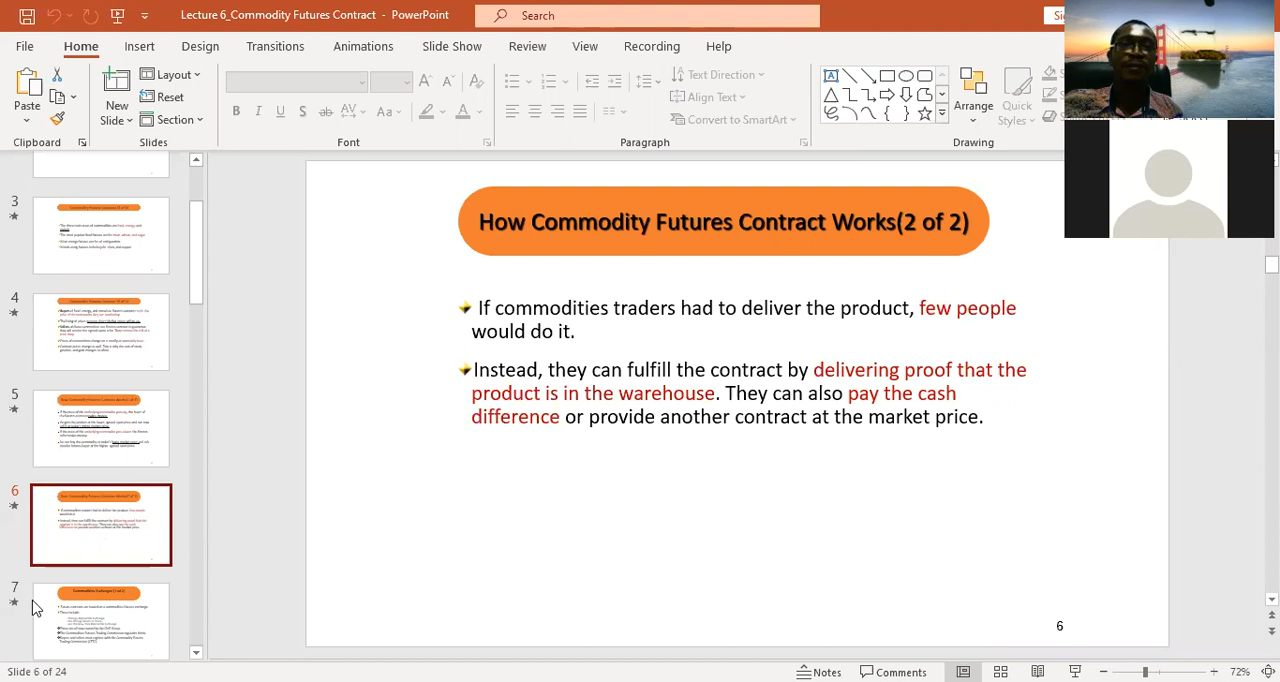 Lecture 6_Commodity Futures Contract - PowerPoint
Search
File Home Insert Design Transitions Animations Slide Show Review View Recording Help
Paste
Clipboard
New Slide
Layout
Reset
Section
Slides
Font
Text Direction
Align Text
Convert to SmartArt
Paragraph
Arrange
Quick Styles
Drawing
3
4
5
6
7
How Commodity Futures Contract Works(2 of 2)
If commodities traders had to deliver the product, few people
would do it.
Instead, they can fulfill the contract by delivering proof that the
product is in the warehouse. They can also pay the cash
difference or provide another contract at the market price.
6
Slide 6 of 24
Notes
Comments
72%